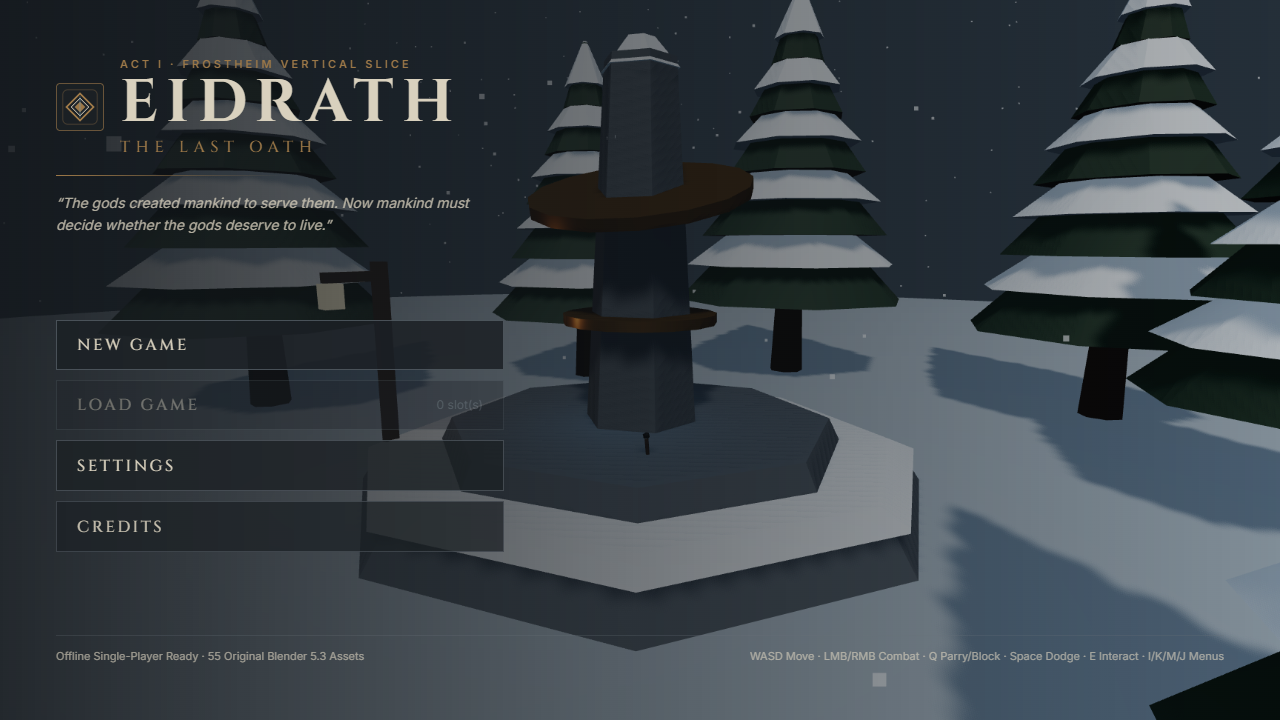 ACT I · FROSTHEIM VERTICAL SLICE
EIDRATH
THE LAST OATH
“The gods created mankind to serve them. Now mankind must
decide whether the gods deserve to live.”
NEW GAME
LOAD GAME 0 slot(s)
SETTINGS
CREDITS
Offline Single-Player Ready · 55 Original Blender 5.3 Assets
WASD Move · LMB/RMB Combat · Q Parry/Block · Space Dodge · E Interact · I/K/M/J Menus